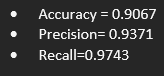 • Accuracy = 0.9067
• Precision= 0.9371
• Recall=0.9743